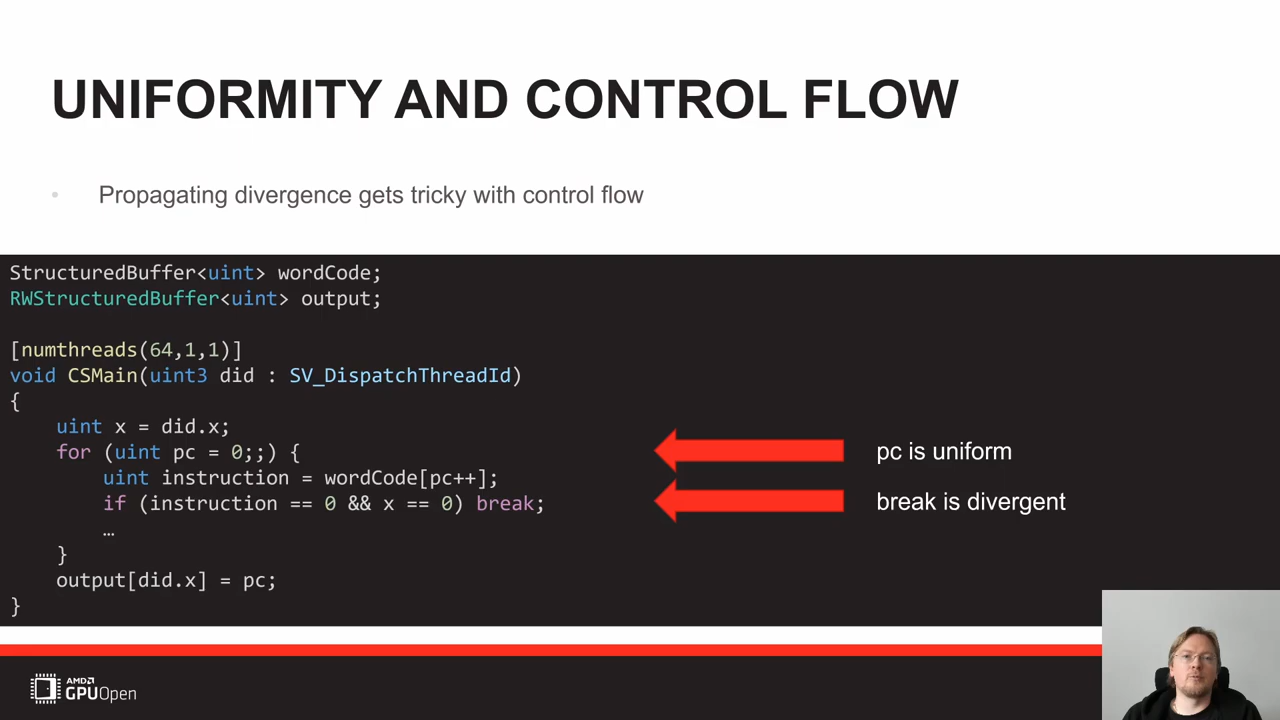 UNIFORMITY AND CONTROL FLOW
• Propagating divergence gets tricky with control flow
StructuredBuffer<uint> wordCode;
RWStructuredBuffer<uint> output;
[numthreads(64,1,1)]
void CSMain(uint3 did : SV_DispatchThreadId)
{
uint x = did.x;
for (uint pc = 0;;) {
pc is uniform
uint instruction = wordCode[pc++];
if (instruction == 0 && x == 0) break;
break is divergent
…
}
output[did.x] = pc;
}
AMD
GPUOpen